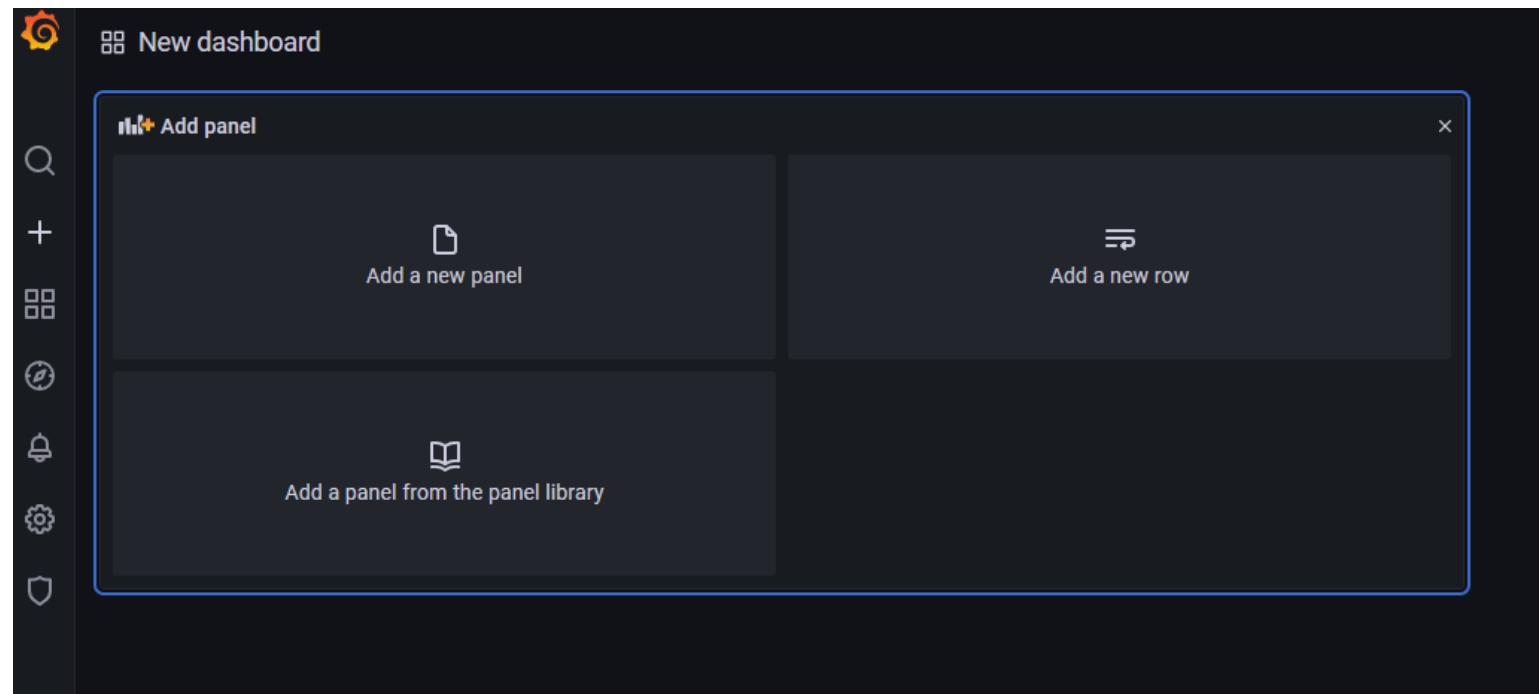 New dashboard
Add panel
Add a new panel
Add a new row
Add a panel from the panel library